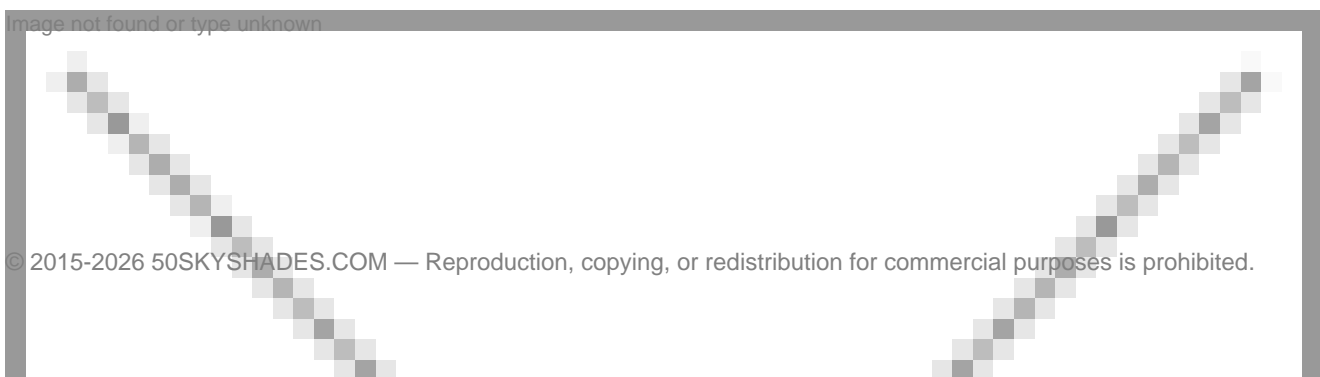 Image not found or type unknown
© 2015-2026 50SKYSHADES.COM — Reproduction, copying, or redistribution for commercial purposes is prohibited.